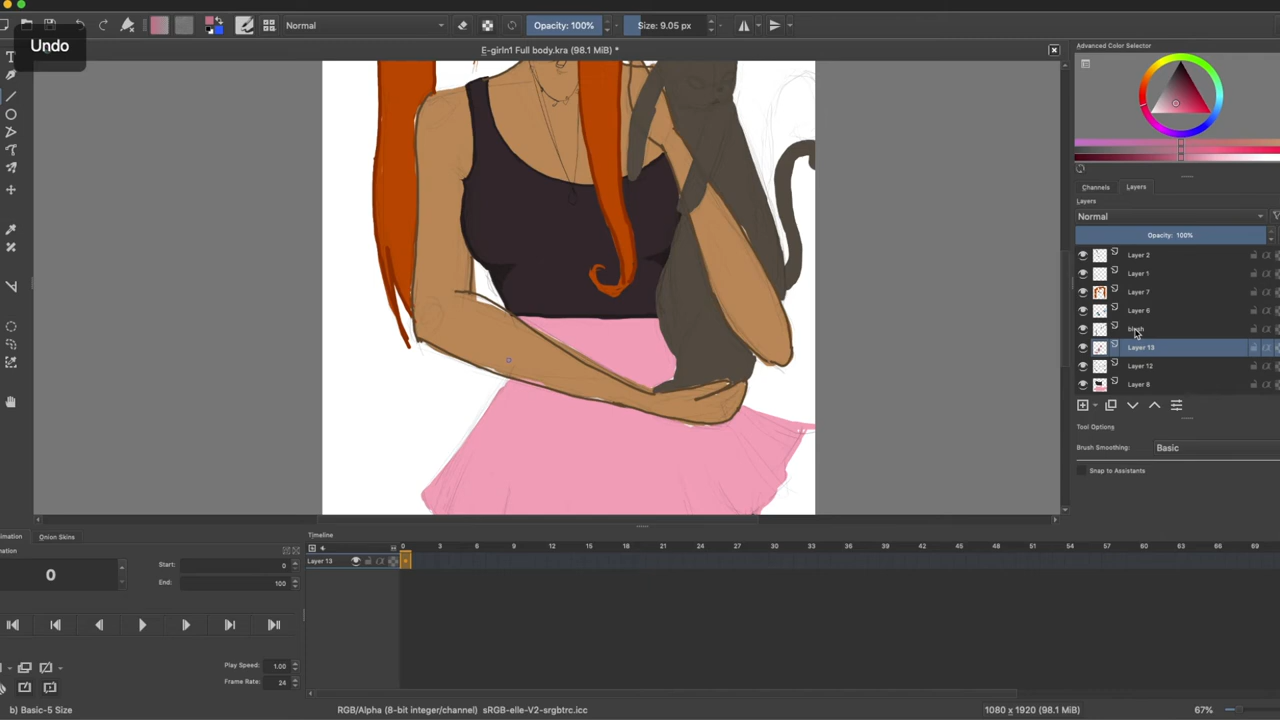 Undo
Normal
Opacity: 100%
Size: 9.05 px
E-girln1 Full body.kra (98.1 MiB) *
Advanced Color Selector
Channels
Layers
Layers
Normal
Opacity: 100%
Layer 2
Layer 1
Layer 7
Layer 6
blush
Layer 13
Layer 12
Layer 8
Tool Options
Brush Smoothing:
Basic
Snap to Assistants
Onion Skins
Timeline
0 3 6 9 12 15 18 21 24 27 30 33 36 39 42 45 48 51 54 57 60 63 66 69
Layer 13
Start:
0
End:
100
0
Play Speed:
1.00
Frame Rate:
24
b) Basic-5 Size
RGB/Alpha (8-bit integer/channel) sRGB-elle-V2-srgbtrc.icc
1080 x 1920 (98.1 MiB)
67%